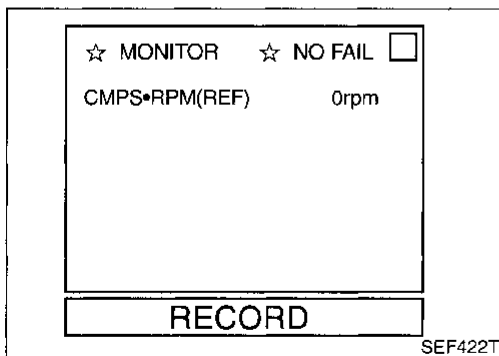 ☆ MONITOR ☆ NO FAIL
CMPS•RPM(REF) 0rpm
RECORD
SEF422T